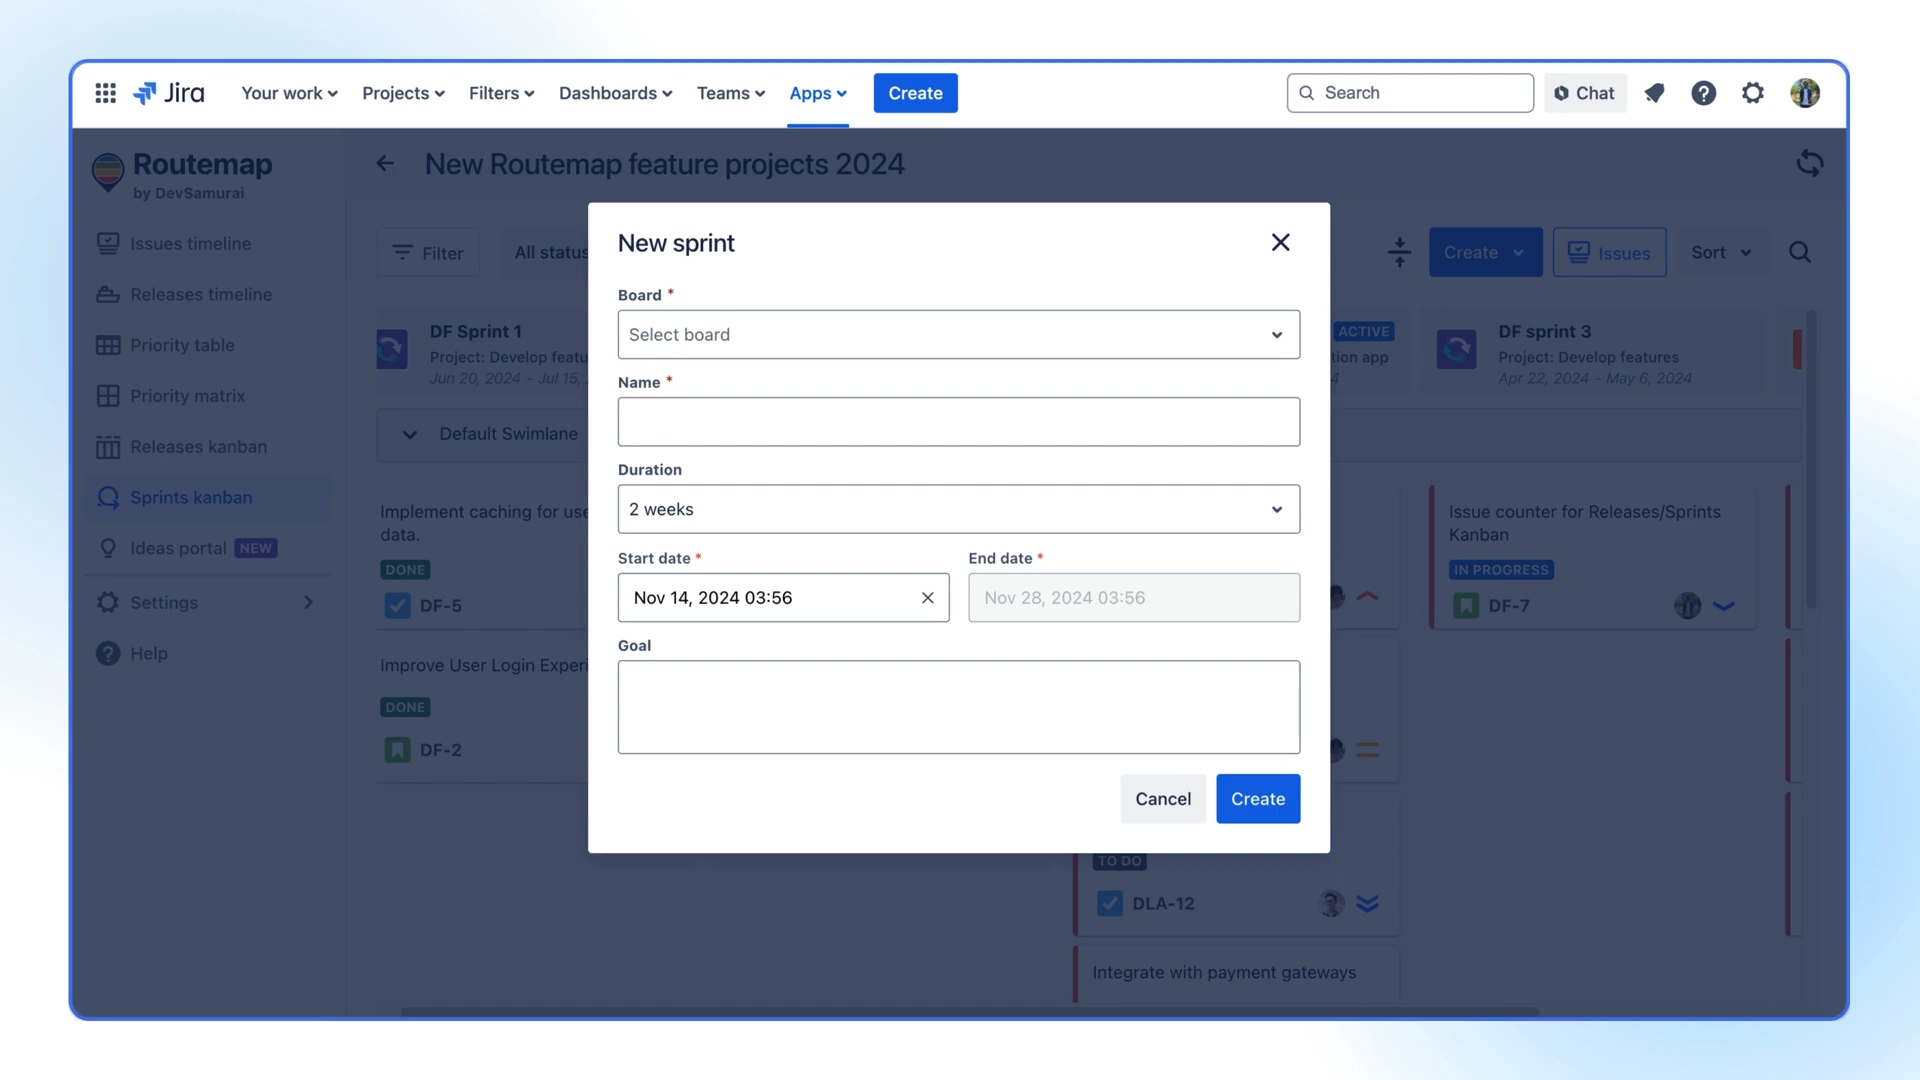 Jira
Your work
Projects
Filters
Dashboards
Teams
Apps
Create
Search
Chat
Routemap
by DevSamurai
Issues timeline
Releases timeline
Priority table
Priority matrix
Releases kanban
Sprints kanban
Ideas portal NEW
Settings
Help
New Routemap feature projects 2024
Filter
All status
Create
Issues
Sort
DF Sprint 1
Project: Develop featu
Jun 20, 2024 - Jul 15,
ACTIVE
tion app
4
DF sprint 3
Project: Develop features
Apr 22, 2024 - May 6, 2024
Default Swimlane
Implement caching for use
data.
DONE
DF-5
Improve User Login Experi
DONE
DF-2
New sprint
Board *
Select board
Name *
Duration
2 weeks
Start date *
Nov 14, 2024 03:56
End date *
Nov 28, 2024 03:56
Goal
Cancel
Create
TO DO
DLA-12
Integrate with payment gateways
Issue counter for Releases/Sprints
Kanban
IN PROGRESS
DF-7